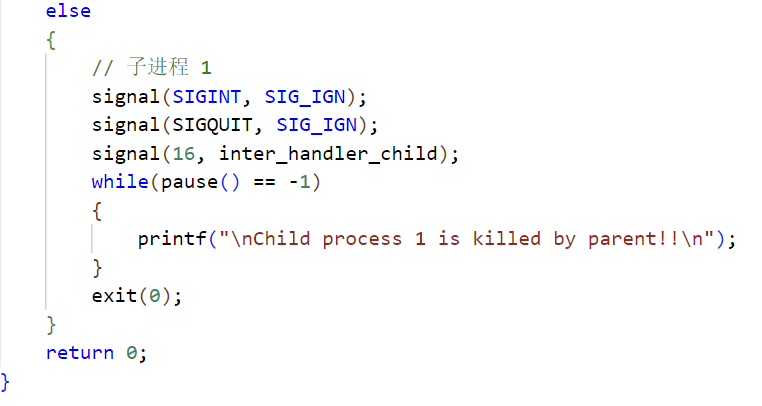 else
{
// 子进程 1
signal(SIGINT, SIG_IGN);
signal(SIGQUIT, SIG_IGN);
signal(16, inter_handler_child);
while(pause() == -1)
{
printf("\nChild process 1 is killed by parent!!\n");
}
exit(0);
}
return 0;
}